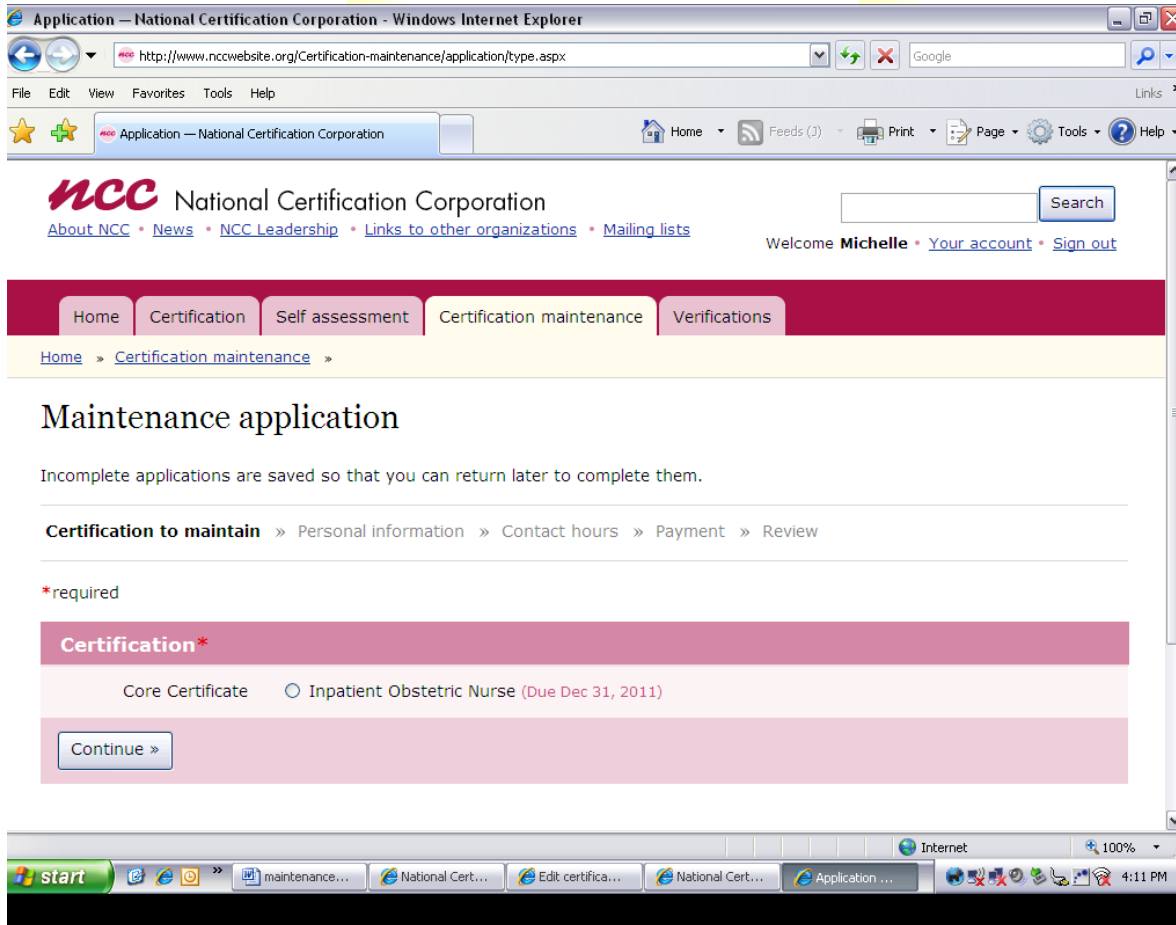 Application — National Certification Corporation - Windows Internet Explorer
http://www.nccwebsite.org/Certification-maintenance/application/type.aspx
Google
File Edit View Favorites Tools Help
Links
Application — National Certification Corporation
Home Feeds (J) Print Page Tools Help
ncc National Certification Corporation
Search
About NCC • News • NCC Leadership • Links to other organizations • Mailing lists
Welcome Michelle • Your account • Sign out
Home Certification Self assessment Certification maintenance Verifications
Home » Certification maintenance »
Maintenance application
Incomplete applications are saved so that you can return later to complete them.
Certification to maintain » Personal information » Contact hours » Payment » Review
*required
Certification*
Core Certificate Inpatient Obstetric Nurse (Due Dec 31, 2011)
Continue »
Internet 100%
start » maintenance... National Cert... Edit certifica... National Cert... Application ... 4:11 PM